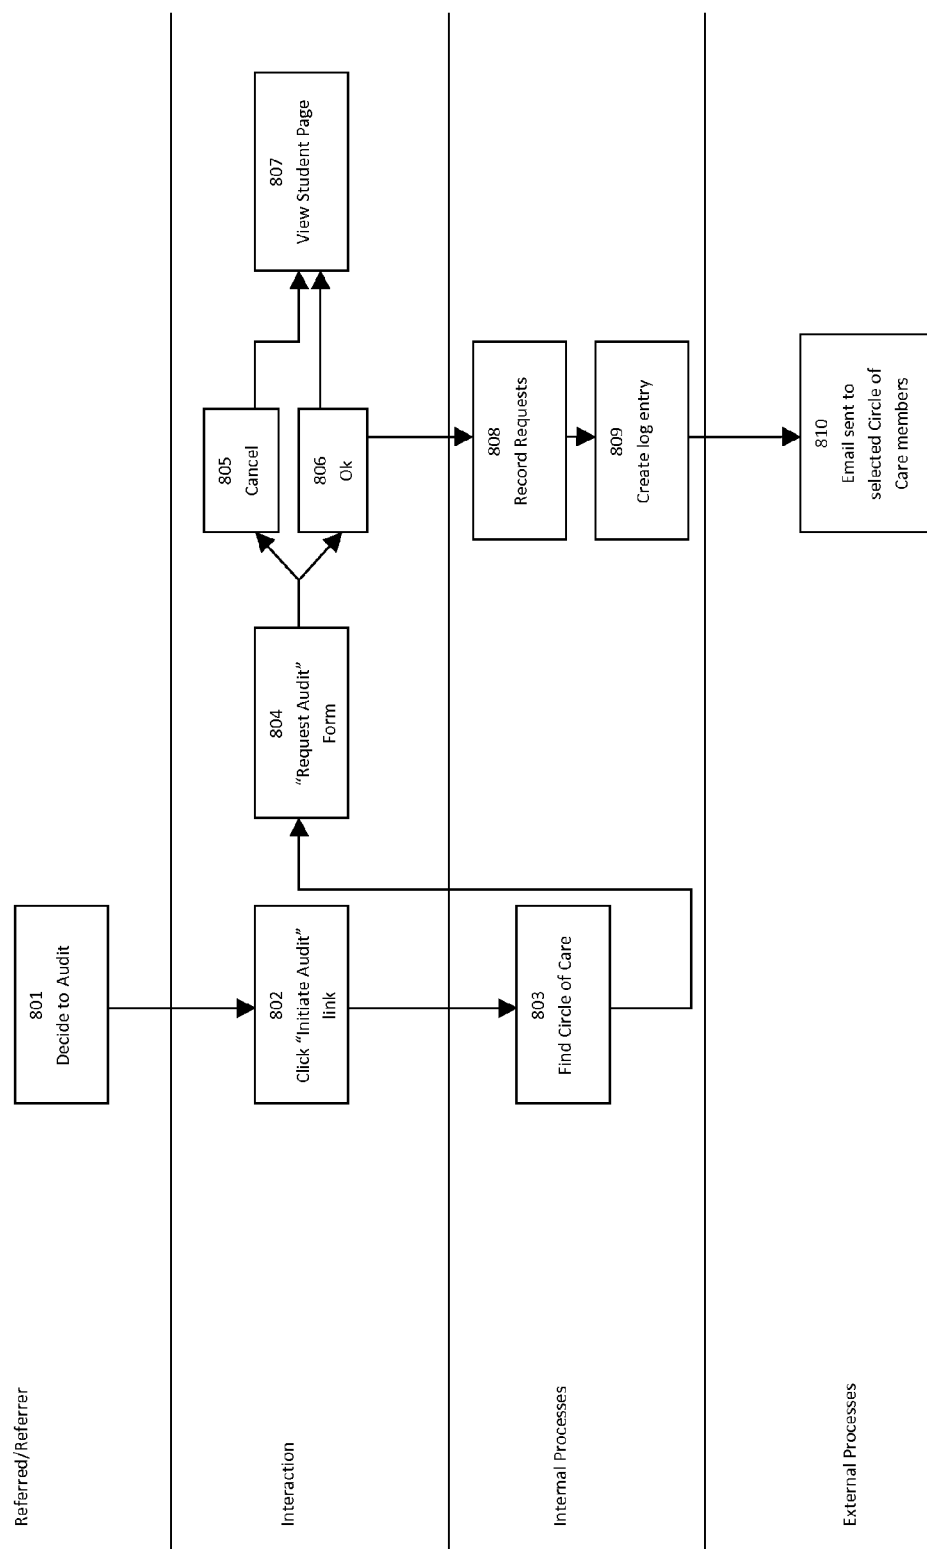 Referred/Referrer
801
Decide to Audit
Interaction
802
Click “Initiate Audit”
link
804
“Request Audit”
Form
805
Cancel
806
Ok
807
View Student Page
Internal Processes
803
Find Circle of Care
808
Record Requests
809
Create log entry
External Processes
810
Email sent to
selected Circle of
Care members